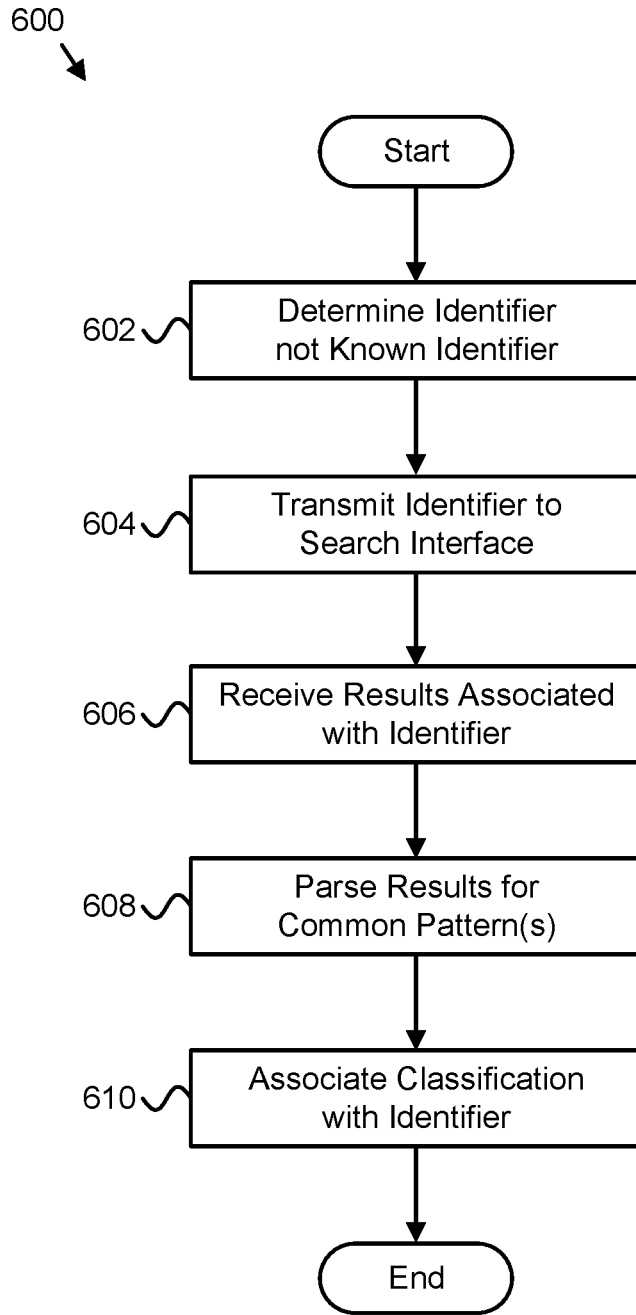 600
Start
602
Determine Identifier
not Known Identifier
604
Transmit Identifier to
Search Interface
606
Receive Results Associated
with Identifier
608
Parse Results for
Common Pattern(s)
610
Associate Classification
with Identifier
End